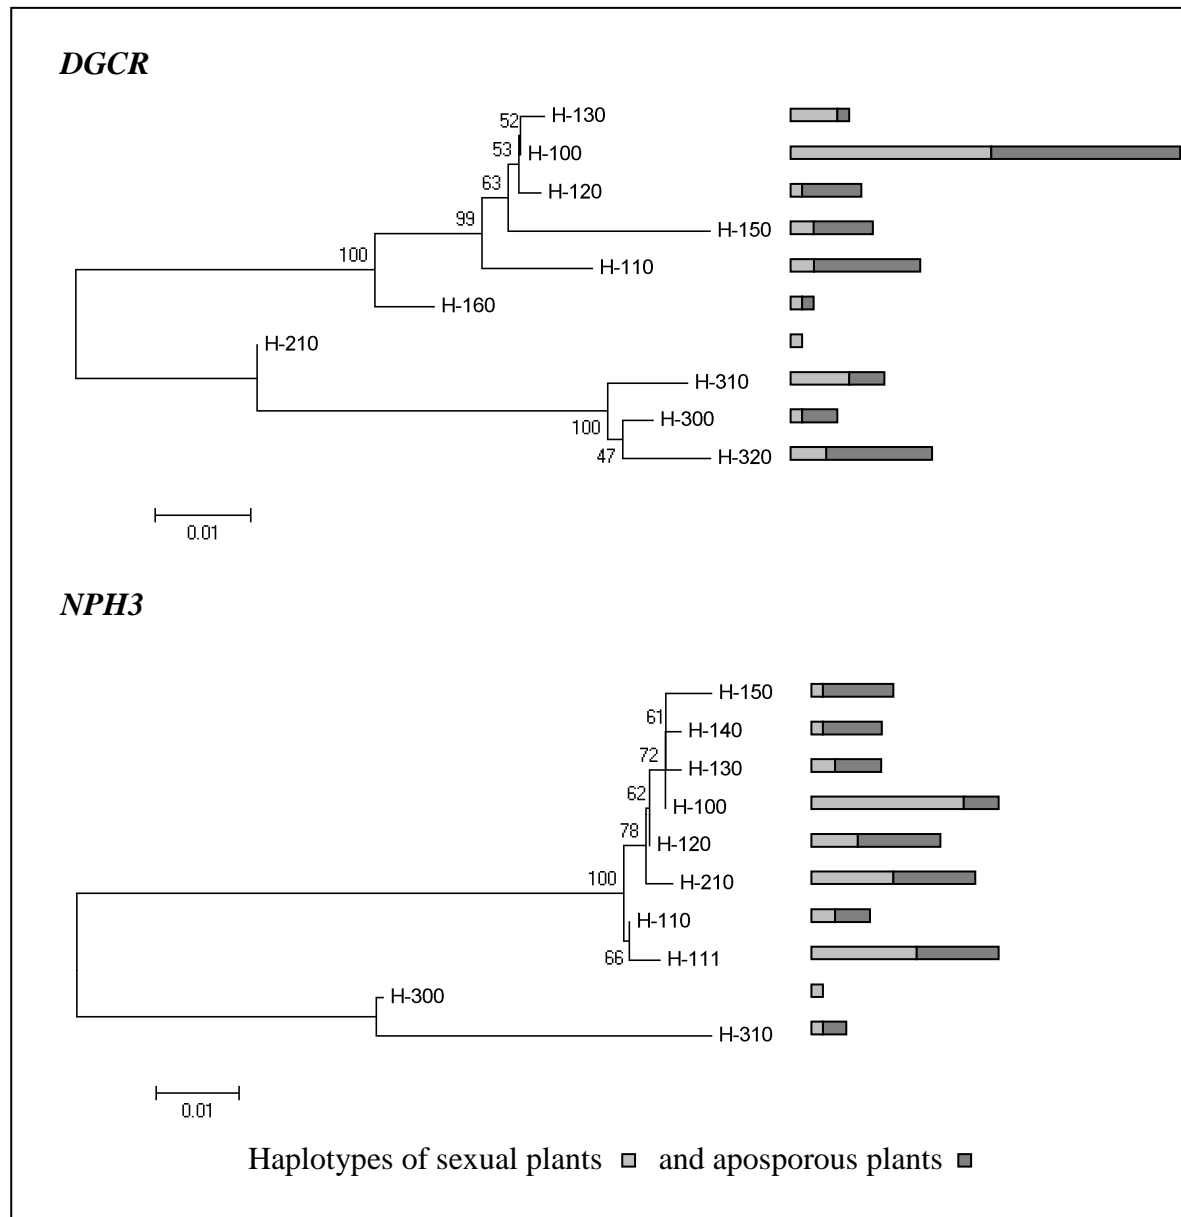 DGCR
52
H-130
53
H-100
H-120
63
H-150
99
H-110
100
H-160
H-210
H-310
H-300
100
47
H-320
0.01
NPH3
H-150
61
H-140
72
H-130
62
H-100
78
H-120
100
H-210
H-110
66
H-111
H-300
H-310
0.01
Haplotypes of sexual plants and aposporous plants